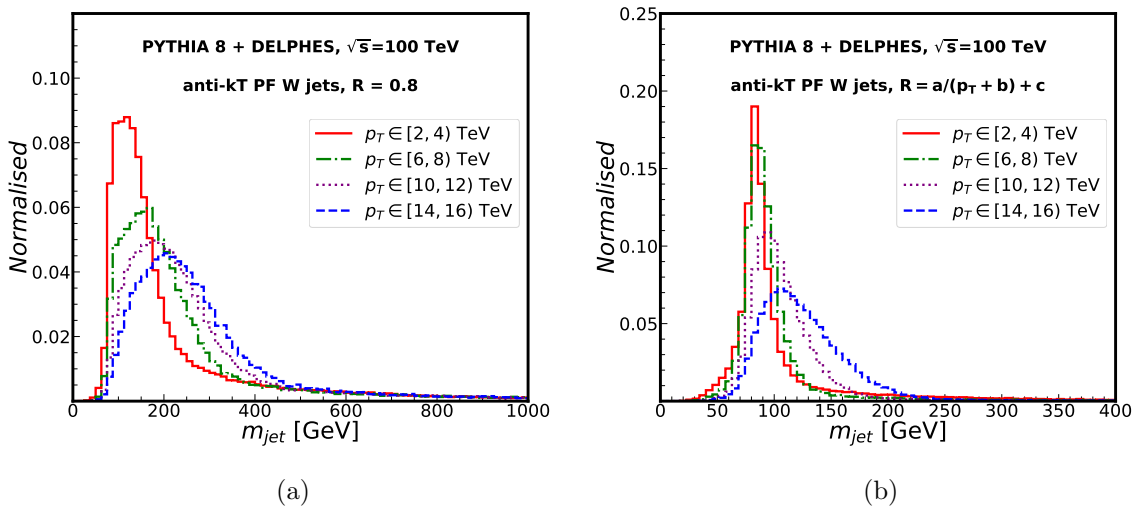 PYTHIA 8 + DELPHES, √s=100 TeV
anti-kT PF W jets, R = 0.8
p_T ∈ [2, 4) TeV
p_T ∈ [6, 8) TeV
p_T ∈ [10, 12) TeV
p_T ∈ [14, 16) TeV
0.10
0.08
0.06
0.04
0.02
Normalised
0 200 400 600 800 1000
m_jet [GeV]
(a)
PYTHIA 8 + DELPHES, √s=100 TeV
anti-kT PF W jets, R = a/(p_T + b) + c
p_T ∈ [2, 4) TeV
p_T ∈ [6, 8) TeV
p_T ∈ [10, 12) TeV
p_T ∈ [14, 16) TeV
0.25
0.20
0.15
0.10
0.05
Normalised
0 50 100 150 200 250 300 350 400
m_jet [GeV]
(b)